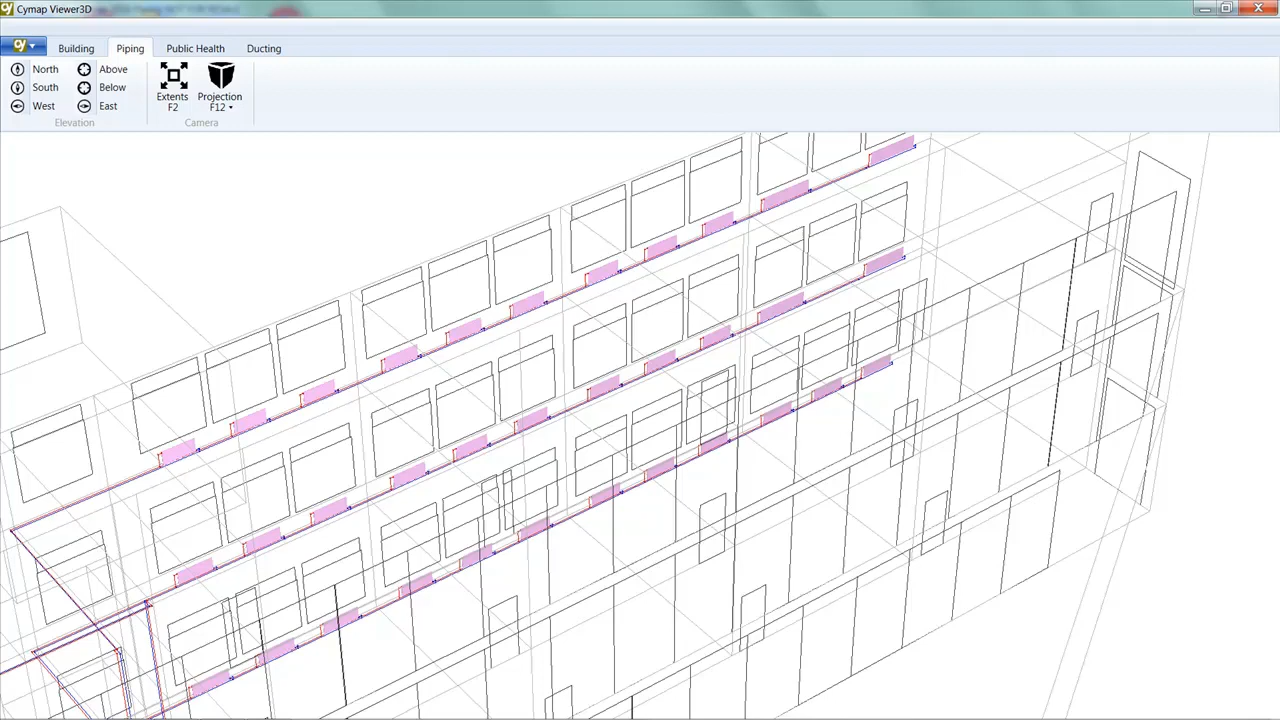 Cymap Viewer3D
Building Piping Public Health Ducting
North Above
South Below
West East
Elevation
Extents
F2
Projection
F12
Camera